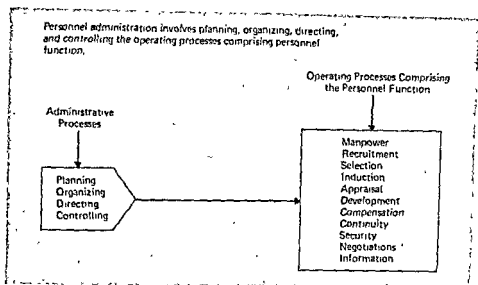 Personnel administration involves planning, organizing, directing,
and controlling the operating processes comprising personnel
function.
Operating Processes Comprising
the Personnel Function
Administrative
Processes
Planning
Organizing
Directing
Controlling
Manpower
Recruitment
Selection
Induction
Appraisal
Development
Compensation
Continuity
Security
Negotiations
Information